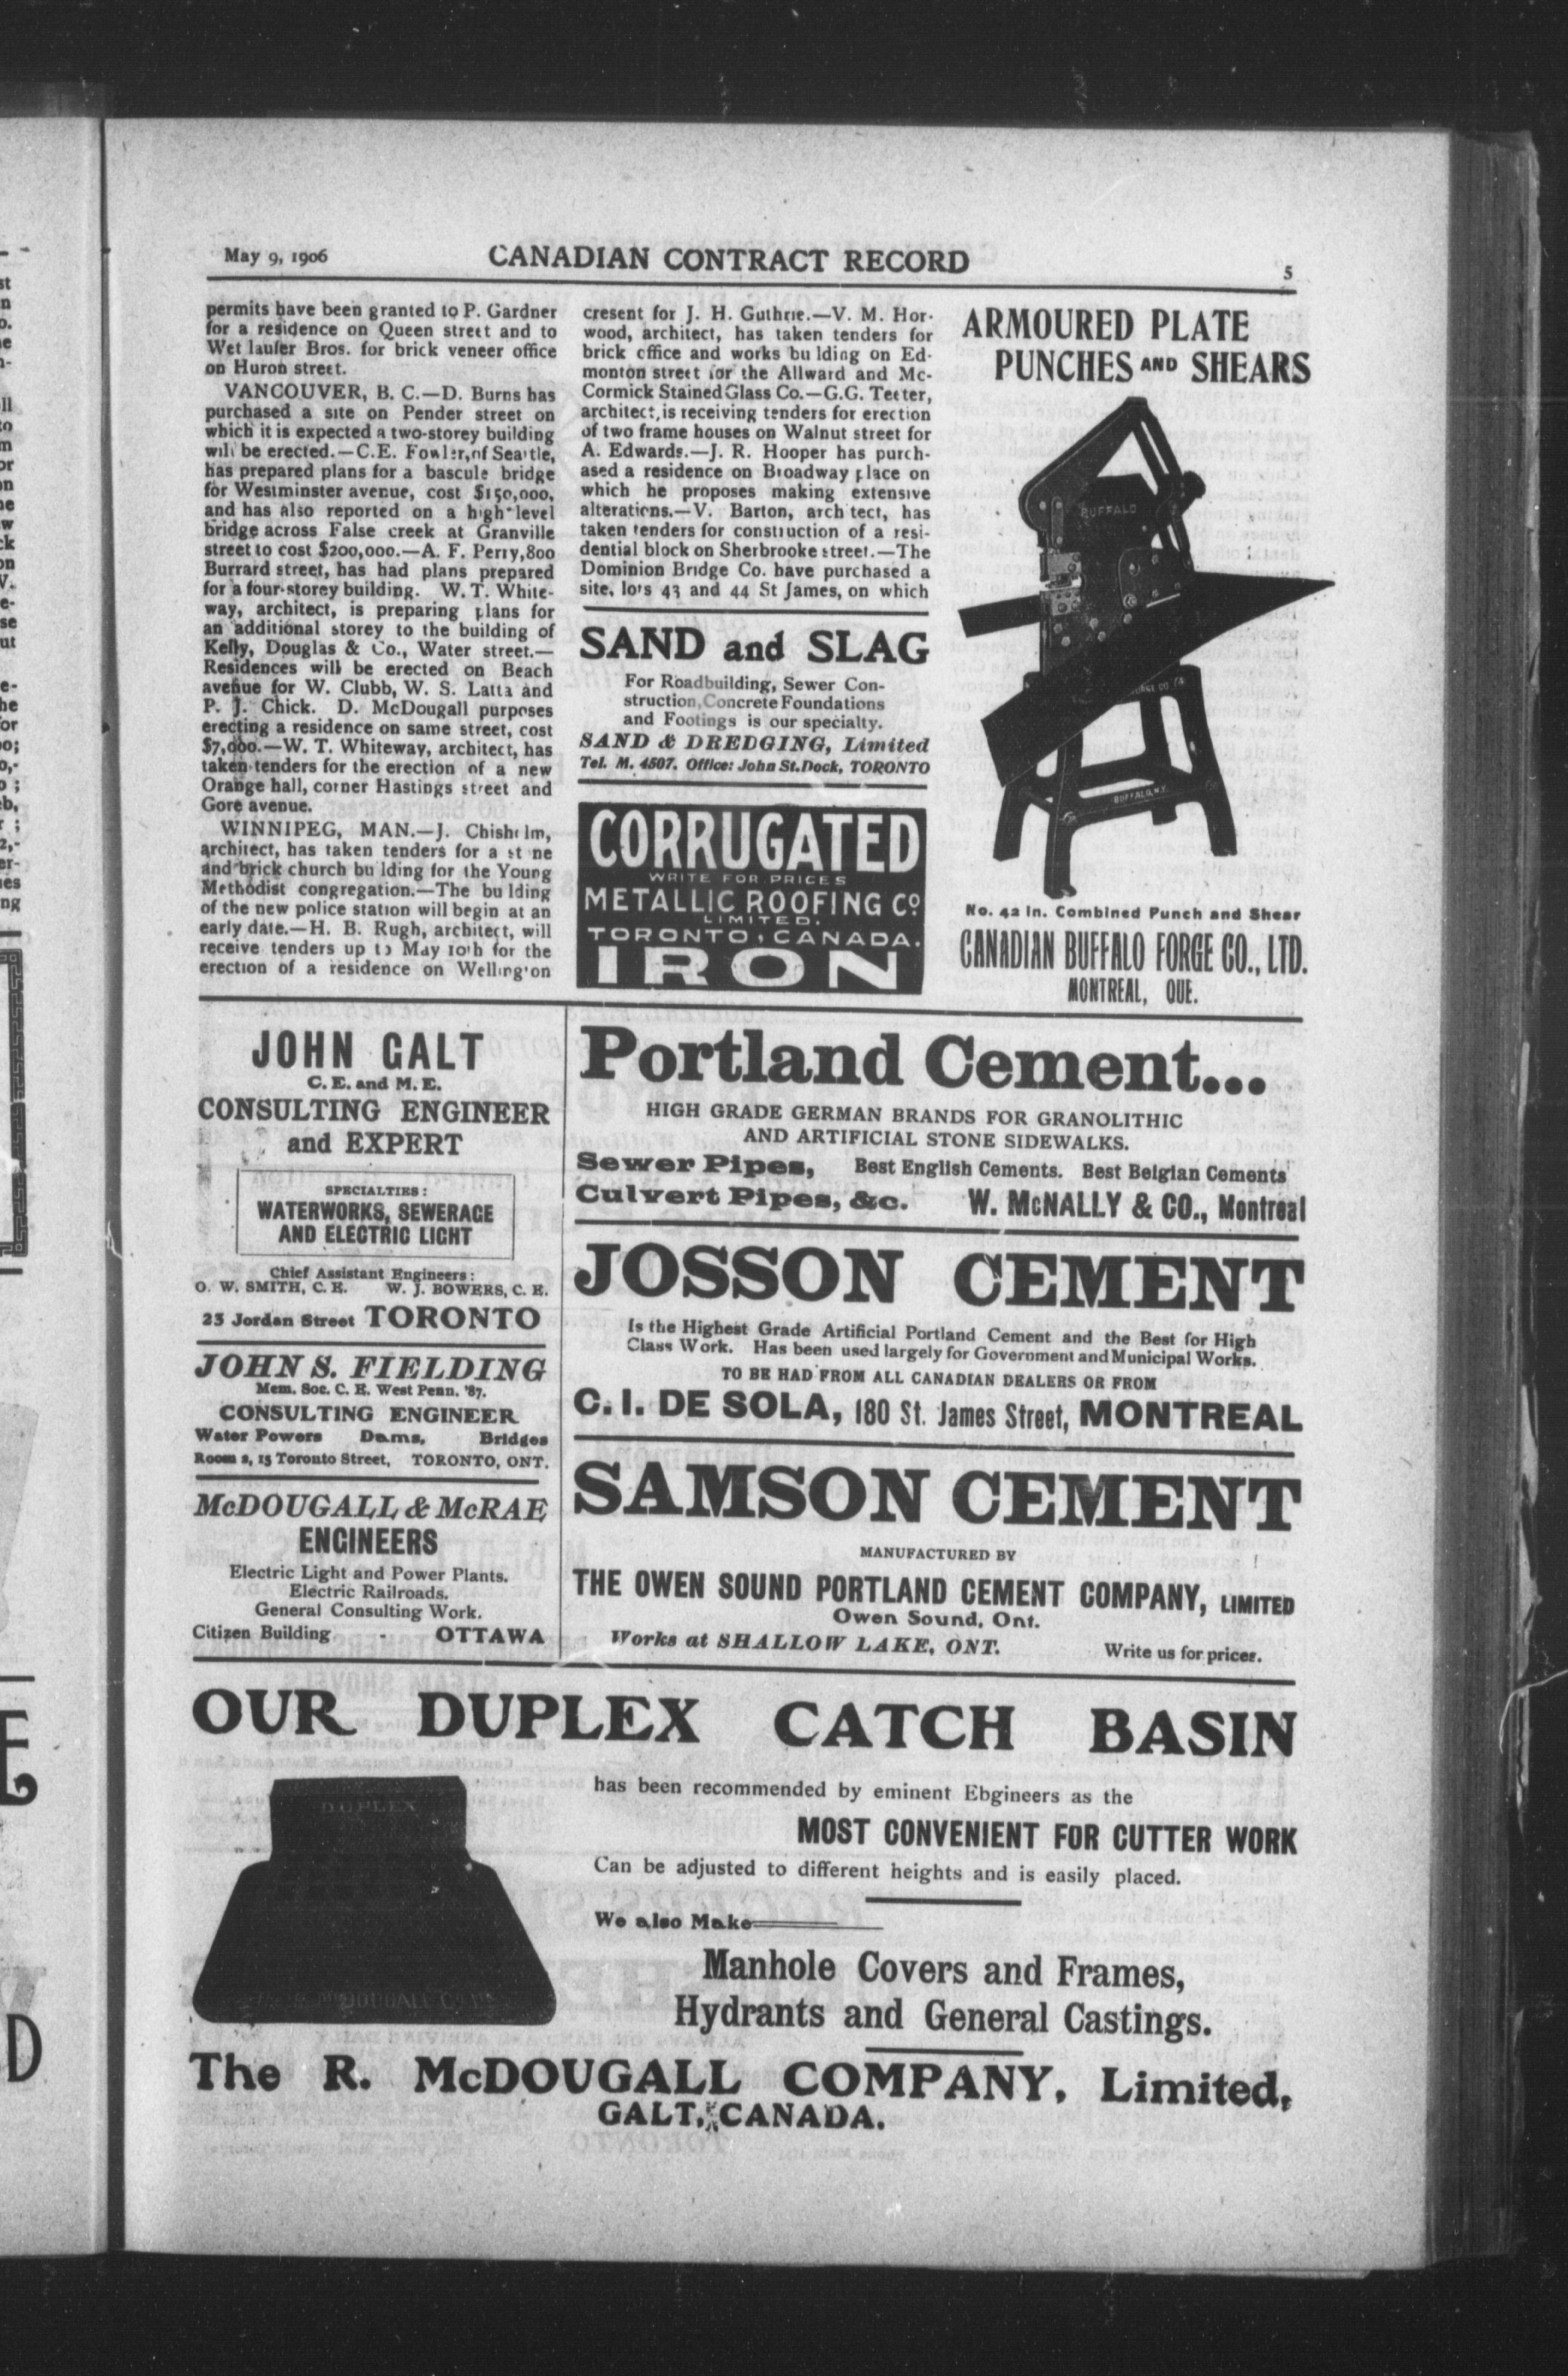 May 9, 1906
CANADIAN CONTRACT RECORD
5
permits have been granted to P. Gardner
for a residence on Queen street and to
Wet laufer Bros. for brick veneer office
on Huron street.
VANCOUVER, B. C.—D. Burns has
purchased a site on Pender street on
which it is expected a two-storey building
will be erected.—C.E. Fowler,of Seattle,
has prepared plans for a bascule bridge
for Westminster avenue, cost $150,000,
and has also reported on a high-level
bridge across False creek at Granville
street to cost $200,000.—A. F. Perry,800
Burrard street, has had plans prepared
for a four-storey building. W. T. White-
way, architect, is preparing plans for
an additional storey to the building of
Kelly, Douglas & Co., Water street.—
Residences will be erected on Beach
avenue for W. Clubb, W. S. Latta and
P. J. Chick. D. McDougall purposes
erecting a residence on same street, cost
$7,000.—W. T. Whiteway, architect, has
taken tenders for the erection of a new
Orange hall, corner Hastings street and
Gore avenue.
WINNIPEG, MAN.—J. Chisholm,
architect, has taken tenders for a st ne
and brick church bu lding for the Young
Methodist congregation.—The bu lding
of the new police station will begin at an
early date.—H. B. Rugh, architect, will
receive tenders up to May 10th for the
erection of a residence on Wellington
cresent for J. H. Guthrie.—V. M. Hor-
wood, architect, has taken tenders for
brick office and works bu lding on Ed-
monton street for the Allward and Mc-
Cormick Stained Glass Co.—G.G. Teeter,
architect, is receiving tenders for erection
of two frame houses on Walnut street for
A. Edwards.—J. R. Hooper has purch-
ased a residence on Broadway place on
which he proposes making extensive
alterations.—V. Barton, arch tect, has
taken tenders for construction of a resi-
dential block on Sherbrooke street.—The
Dominion Bridge Co. have purchased a
site, lots 43 and 44 St James, on which
SAND and SLAG
For Roadbuilding, Sewer Con-
struction, Concrete Foundations
and Footings is our specialty.
SAND & DREDGING, Limited
Tel. M. 4507. Office: John St. Dock, TORONTO
CORRUGATED
WRITE FOR PRICES
METALLIC ROOFING Co
LIMITED.
TORONTO, CANADA.
IRON
ARMOURED PLATE
PUNCHES AND SHEARS
BUFFALO
BUFFALO, N.Y.
No. 42 In. Combined Punch and Shear
CANADIAN BUFFALO FORGE CO., LTD.
MONTREAL, QUE.
JOHN GALT
C. E. and M. E.
CONSULTING ENGINEER
and EXPERT
SPECIALTIES:
WATERWORKS, SEWERAGE
AND ELECTRIC LIGHT
Chief Assistant Engineers:
O. W. SMITH, C. E. W. J. BOWERS, C. E.
23 Jordan Street TORONTO
JOHN S. FIELDING
Mem. Soc. C. E. West Penn. '87.
CONSULTING ENGINEER
Water Powers Dams, Bridges
Room 2, 15 Toronto Street, TORONTO, ONT.
McDOUGALL & McRAE
ENGINEERS
Electric Light and Power Plants.
Electric Railroads.
General Consulting Work.
Citizen Building - OTTAWA
Portland Cement...
HIGH GRADE GERMAN BRANDS FOR GRANOLITHIC
AND ARTIFICIAL STONE SIDEWALKS.
Sewer Pipes, Best English Cements. Best Belgian Cements
Culvert Pipes, &c. W. McNALLY & CO., Montreal
JOSSON CEMENT
Is the Highest Grade Artificial Portland Cement and the Best for High
Class Work. Has been used largely for Government and Municipal Works.
TO BE HAD FROM ALL CANADIAN DEALERS OR FROM
C. I. DE SOLA, 180 St. James Street, MONTREAL
SAMSON CEMENT
MANUFACTURED BY
THE OWEN SOUND PORTLAND CEMENT COMPANY, LIMITED
Owen Sound, Ont.
Works at SHALLOW LAKE, ONT. Write us for prices.
OUR DUPLEX CATCH BASIN
DUPLEX
has been recommended by eminent Ebgineers as the
MOST CONVENIENT FOR GUTTER WORK
Can be adjusted to different heights and is easily placed.
We also Make
Manhole Covers and Frames,
Hydrants and General Castings.
The R. McDOUGALL COMPANY, Limited,
GALT, CANADA.